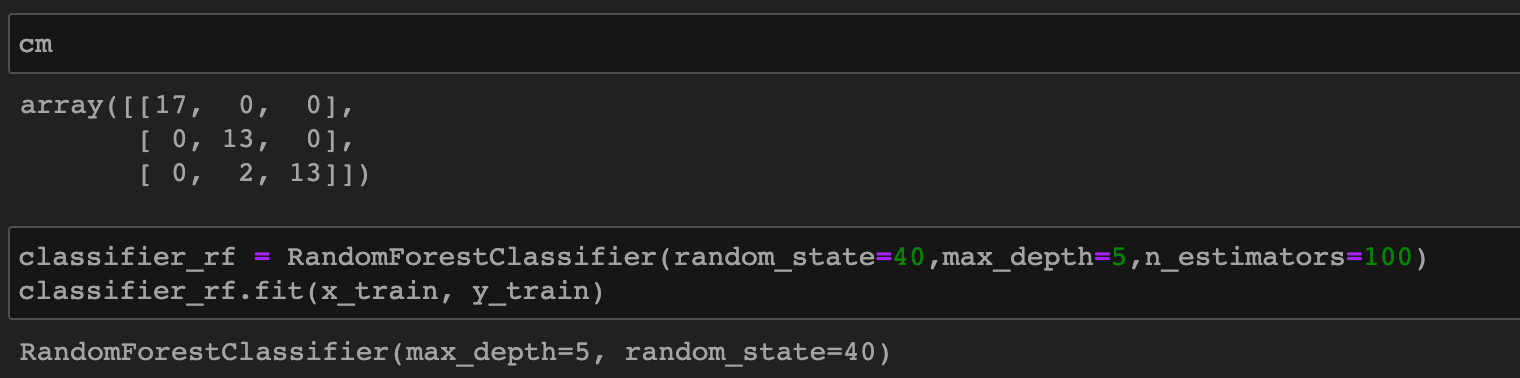 cm
array([[17,  0,  0],
       [ 0, 13,  0],
       [ 0,  2, 13]])
classifier_rf = RandomForestClassifier(random_state=40,max_depth=5,n_estimators=100)
classifier_rf.fit(x_train, y_train)
RandomForestClassifier(max_depth=5, random_state=40)